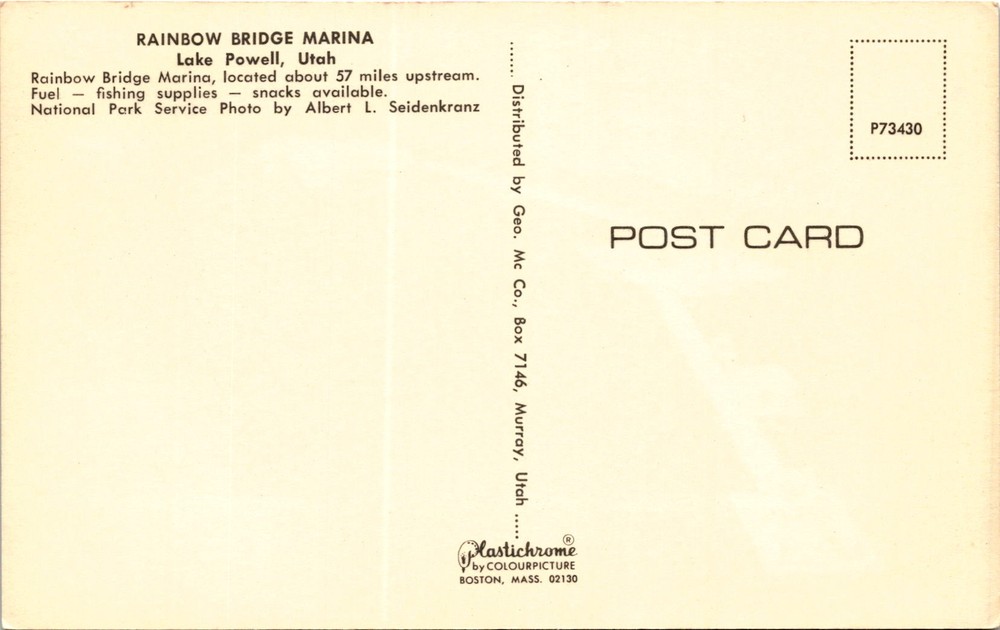 RAINBOW BRIDGE MARINA
Lake Powell, Utah
Rainbow Bridge Marina, located about 57 miles upstream.
Fuel — fishing supplies — snacks available.
National Park Service Photo by Albert L. Seidenkranz
...... Distributed by Geo. Mc Co., Box 7146, Murray, Utah ......
P73430
POST CARD
Plastichrome ®
by COLOURPICTURE
BOSTON, MASS. 02130